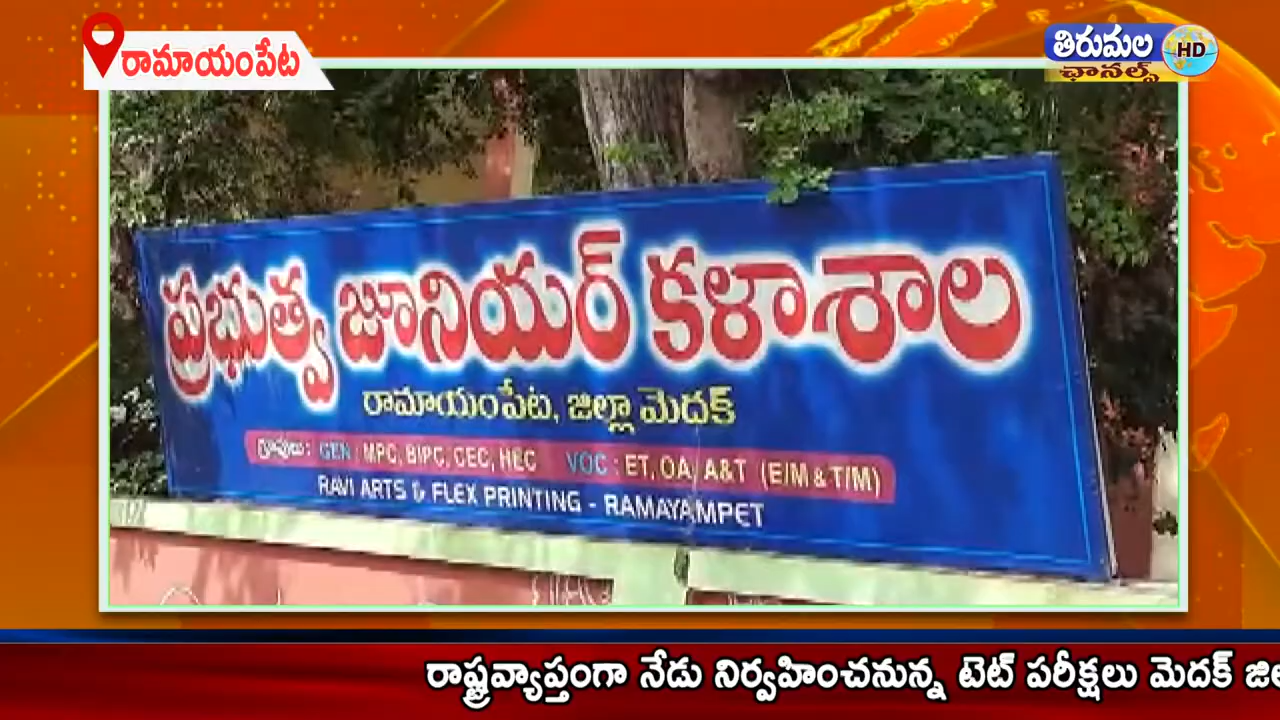 రామాయంపేట
తిరుమల
HD
ఛానల్స్
ప్రభుత్వ జూనియర్ కళాశాల
రామాయంపేట, జిల్లా మెదక్
గ్రూపులు: GEN : MPC, BIPC, CEC, HEC VOC : ET, OA, A&T (E/M & T/M)
RAVI ARTS & FLEX PRINTING - RAMAYAMPET
రాష్ట్రవ్యాప్తంగా నేడు నిర్వహించనున్న టెట్ పరీక్షలు మెదక్